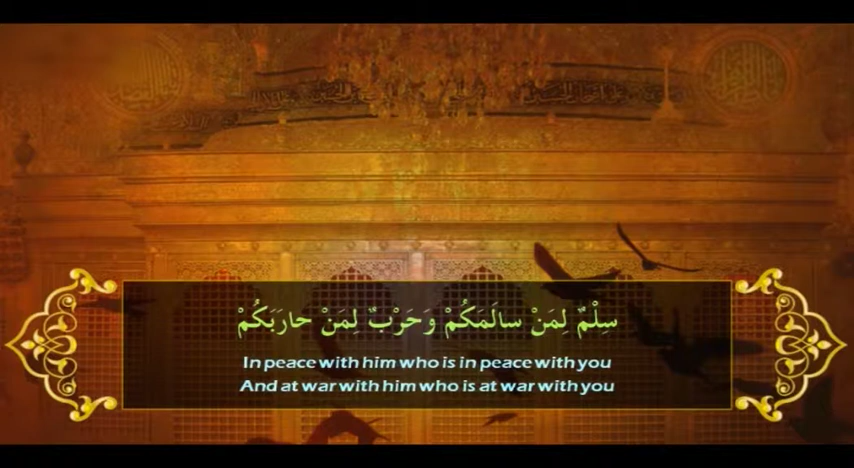 سِلْمٌ لِمَنْ سالَمَكُمْ وَحَرْبٌ لِمَنْ حارَبَكُمْ
In peace with him who is in peace with you
And at war with him who is at war with you